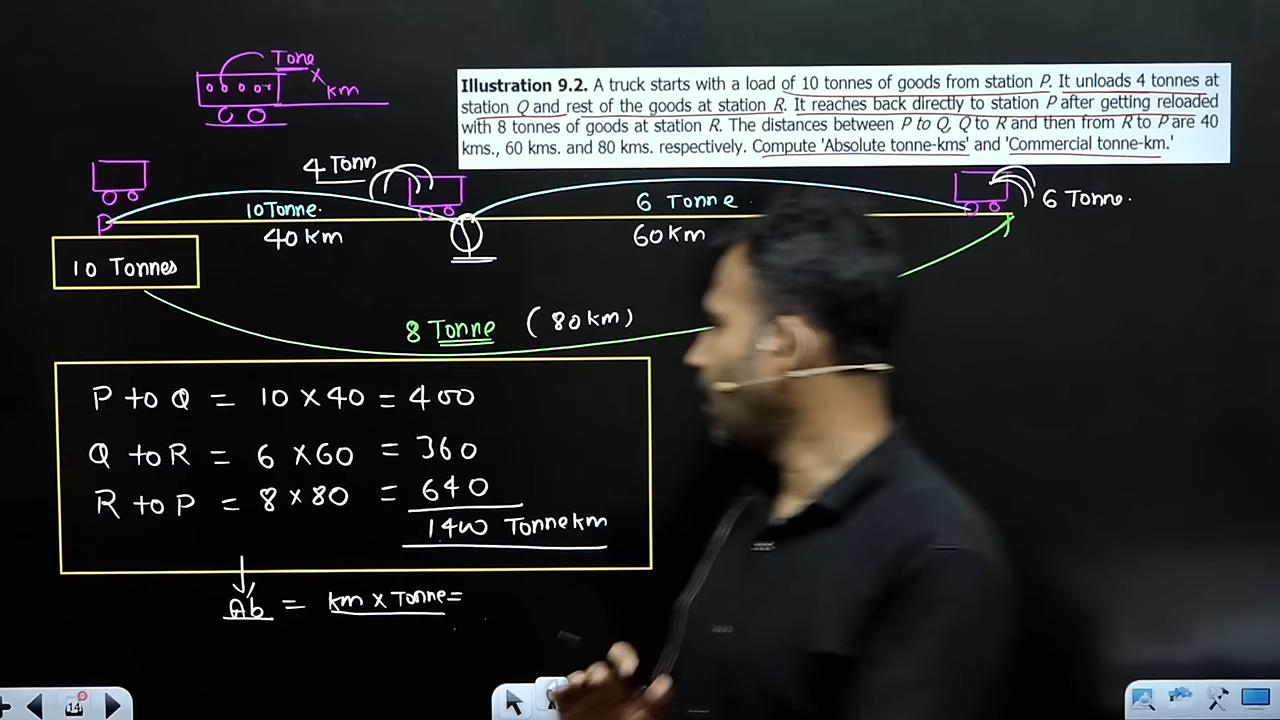 Tone
x
km
Illustration 9.2. A truck starts with a load of 10 tonnes of goods from station P. It unloads 4 tonnes at
station Q and rest of the goods at station R. It reaches back directly to station P after getting reloaded
with 8 tonnes of goods at station R. The distances between P to Q, Q to R and then from R to P are 40
kms., 60 kms. and 80 kms. respectively. Compute 'Absolute tonne-kms' and 'Commercial tonne-km.'
4 Tonn
10 Tonne.
6 Tonne
6 Tonne.
P
40 Km
60 Km
10 Tonnes
8 Tonne (80 km)
P to Q = 10 x 40 = 400
Q to R = 6 x 60 = 360
R to P = 8 x 80 = 640
1400 Tonne km
Ab = km x Tonne =
14